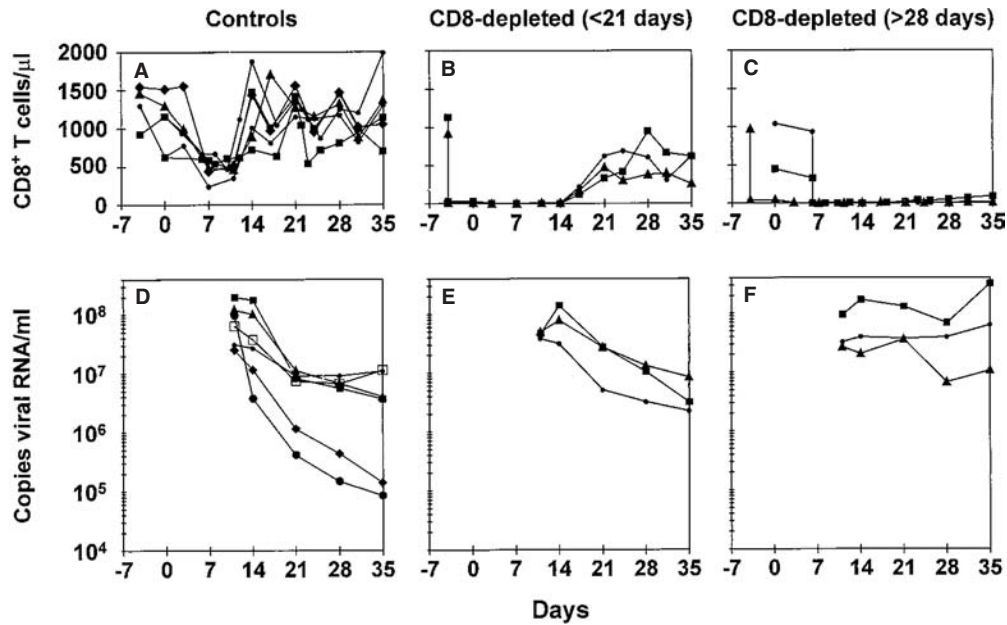 Controls CD8-depleted (<21 days) CD8-depleted (>28 days)
CD8⁺ T cells/µl
2000
1500
1000
500
0
A
B
C
-7 0 7 14 21 28 35
-7 0 7 14 21 28 35
-7 0 7 14 21 28 35
Copies viral RNA/ml
10⁸
10⁷
10⁶
10⁵
10⁴
D
E
F
-7 0 7 14 21 28 35
-7 0 7 14 21 28 35
-7 0 7 14 21 28 35
Days